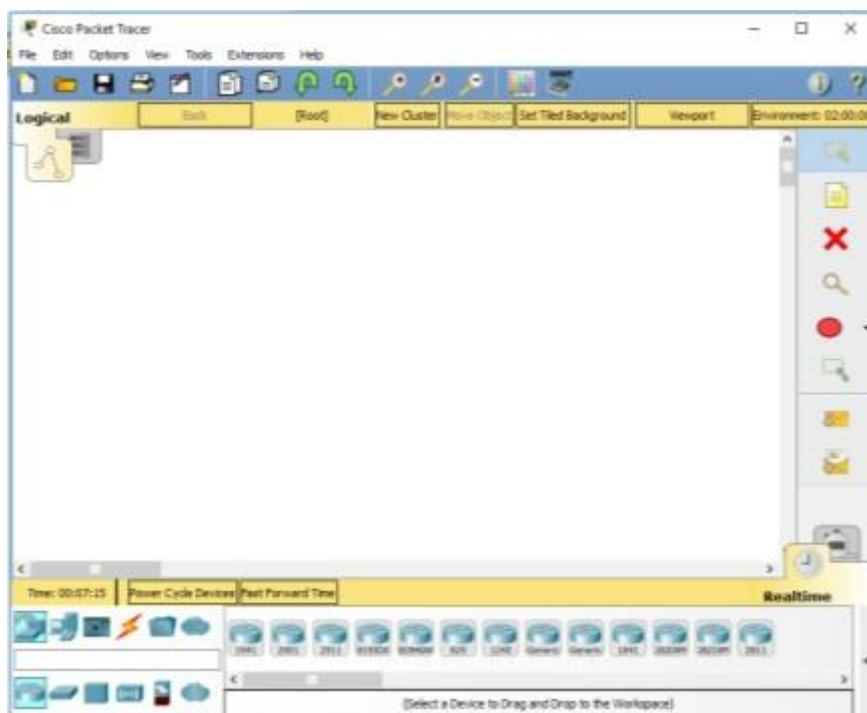 Cisco Packet Tracer
File Edit Options View Tools Extensions Help
Logical Back [Root] New Cluster Move Object Set Tiled Background Viewport Environment: 02:00:00
Time: 00:07:15 Power Cycle Devices Fast Forward Time Realtime
1941 2901 2911 819IOX 819HGW 829 1240 Generic Generic 1841 2620XM 2621XM 2811
(Select a Device to Drag and Drop to the Workspace)